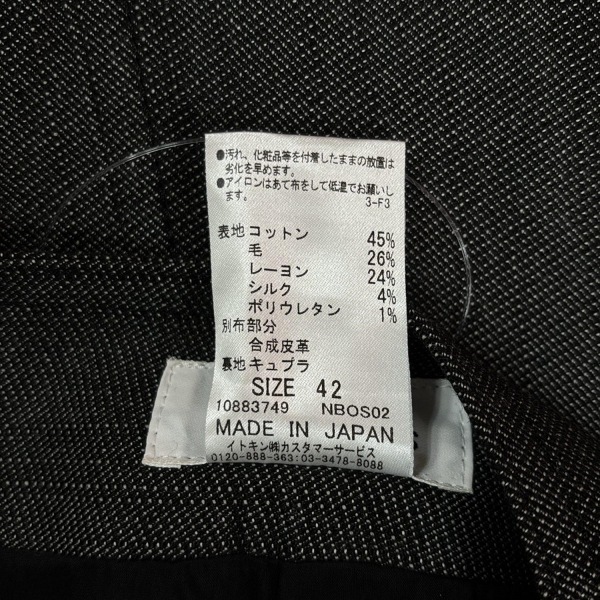 ●汚れ、化粧品等を付着したままの放置は
劣化を早めます。
●アイロンはあて布をして低温でお願いし
ます。
3-F3
表地 コットン 45%
毛 26%
レーヨン 24%
シルク 4%
ポリウレタン 1%
別布部分
合成皮革
裏地 キュプラ
SIZE 42
10883749 NBOS02
MADE IN JAPAN
イトキン㈱カスタマーサービス
0120-888-363:03-3478-8088
S